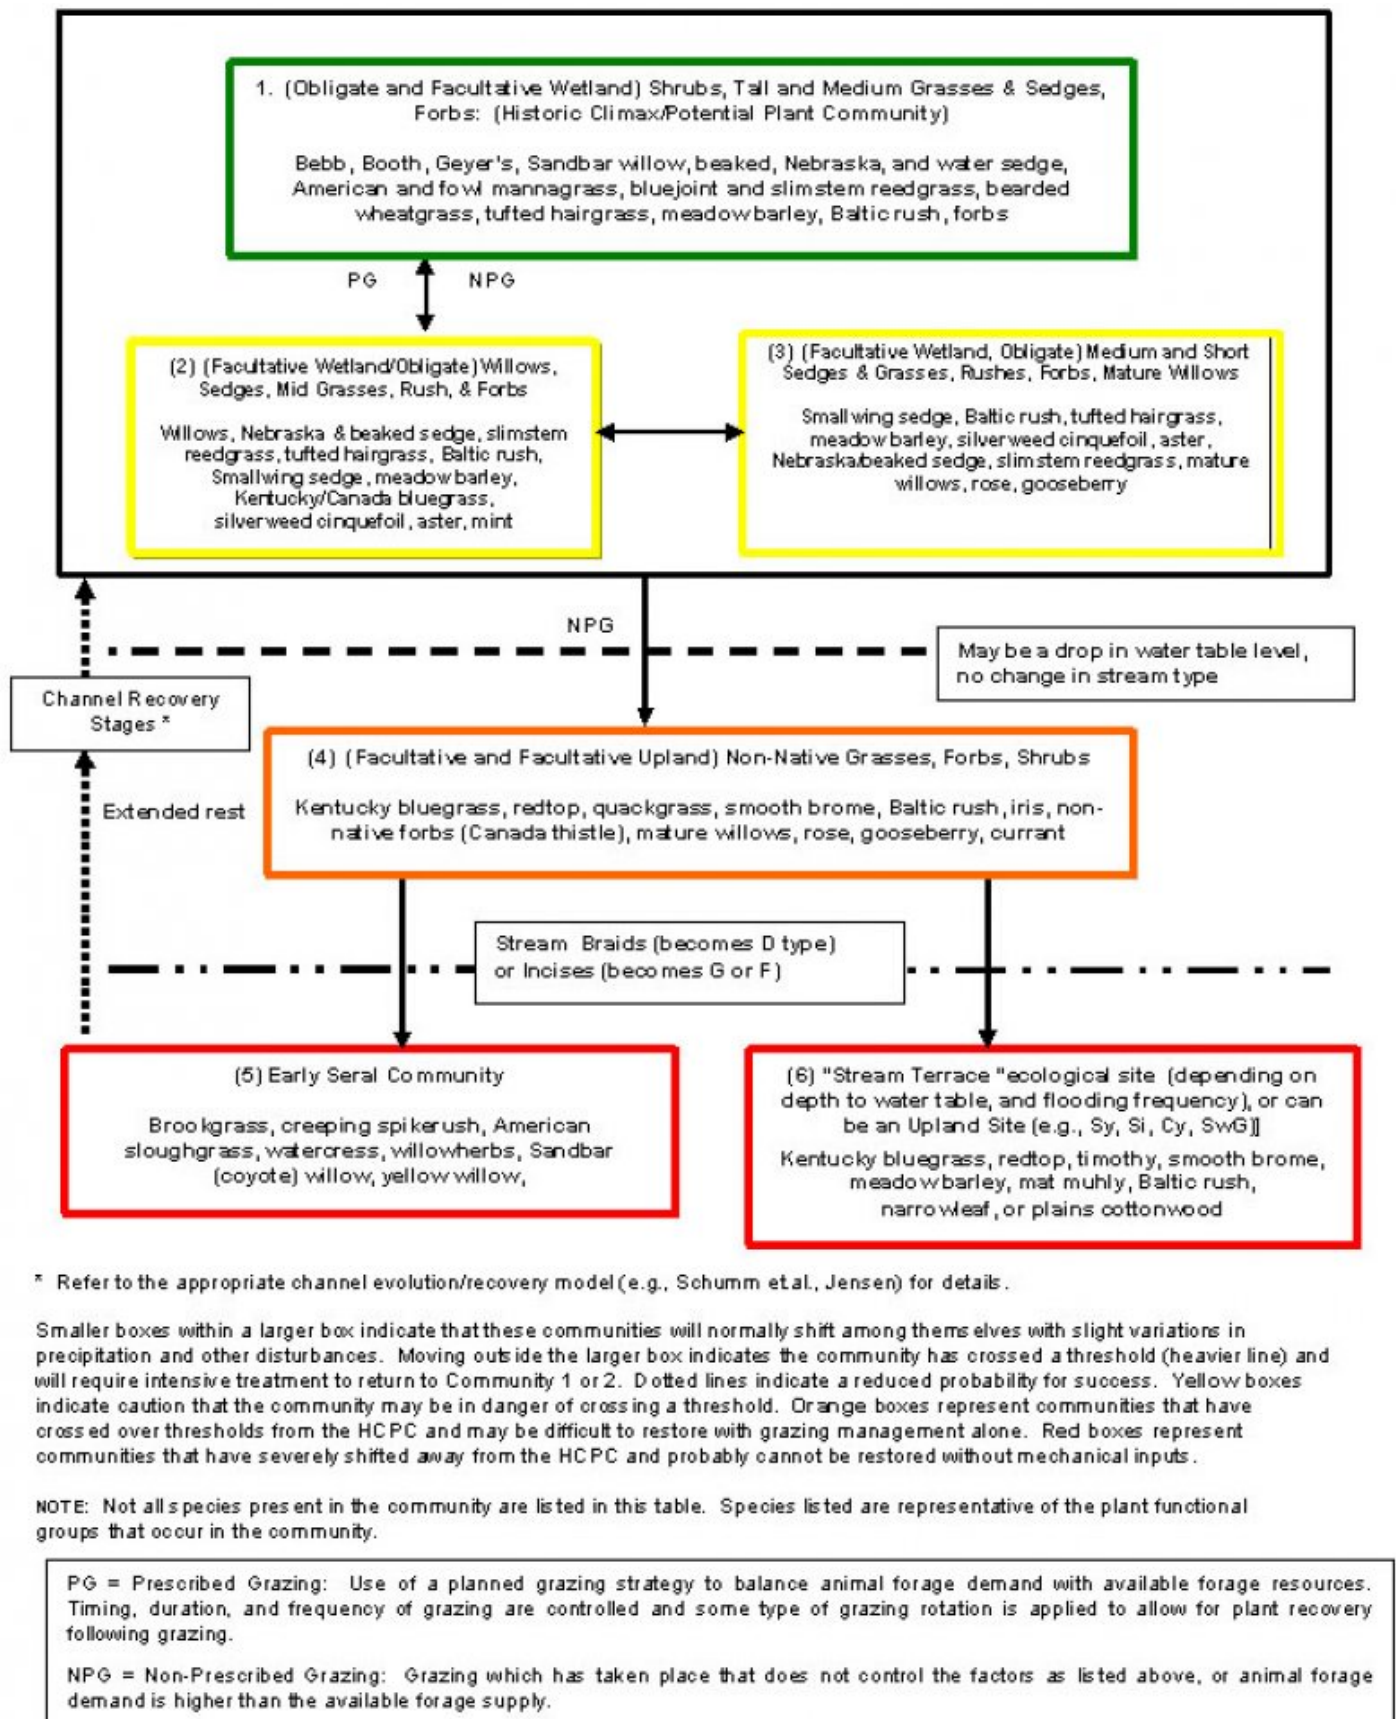 1. (Obligate and Facultative Wetland) Shrubs, Tall and Medium Grasses & Sedges,
Forbs: (Historic Climax/Potential Plant Community)
Bebb, Booth, Geyer's, Sandbar willow, beaked, Nebraska, and water sedge,
American and fowl mannagrass, bluejoint and slimstem reedgrass, bearded
wheatgrass, tufted hairgrass, meadow barley, Baltic rush, forbs
PG NPG
(2) (Facultative Wetland/Obligate) Willows,
Sedges, Mid Grasses, Rush, & Forbs
Willows, Nebraska & beaked sedge, slimstem
reedgrass, tufted hairgrass, Baltic rush,
Smallwing sedge, meadow barley,
Kentucky/Canada bluegrass,
silverweed cinquefoil, aster, mint
(3) (Facultative Wetland, Obligate) Medium and Short
Sedges & Grasses, Rushes, Forbs, Mature Willows
Smallwing sedge, Baltic rush, tufted hairgrass,
meadow barley, silverweed cinquefoil, aster,
Nebraska/beaked sedge, slimstem reedgrass, mature
willows, rose, gooseberry
NPG
May be a drop in water table level,
no change in stream type
Channel Recovery
Stages *
Extended rest
(4) (Facultative and Facultative Upland) Non-Native Grasses, Forbs, Shrubs
Kentucky bluegrass, redtop, quackgrass, smooth brome, Baltic rush, iris, non-
native forbs (Canada thistle), mature willows, rose, gooseberry, currant
Stream Braids (becomes D type)
or Incises (becomes G or F)
(5) Early Seral Community
Brookgrass, creeping spikerush, American
sloughgrass, watercress, willowherbs, Sandbar
(coyote) willow, yellow willow,
(6) "Stream Terrace "ecological site (depending on
depth to water table, and flooding frequency), or can
be an Upland Site (e.g., Sy, Si, Cy, SwG)]
Kentucky bluegrass, redtop, timothy, smooth brome,
meadow barley, mat muhly, Baltic rush,
narrowleaf, or plains cottonwood
* Refer to the appropriate channel evolution/recovery model (e.g., Schumm et.al., Jensen) for details.
Smaller boxes within a larger box indicate that these communities will normally shift among themselves with slight variations in
precipitation and other disturbances. Moving outside the larger box indicates the community has crossed a threshold (heavier line) and
will require intensive treatment to return to Community 1 or 2. Dotted lines indicate a reduced probability for success. Yellow boxes
indicate caution that the community may be in danger of crossing a threshold. Orange boxes represent communities that have
crossed over thresholds from the HCPC and may be difficult to restore with grazing management alone. Red boxes represent
communities that have severely shifted away from the HCPC and probably cannot be restored without mechanical inputs.
NOTE: Not all species present in the community are listed in this table. Species listed are representative of the plant functional
groups that occur in the community.
PG = Prescribed Grazing: Use of a planned grazing strategy to balance animal forage demand with available forage resources.
Timing, duration, and frequency of grazing are controlled and some type of grazing rotation is applied to allow for plant recovery
following grazing.
NPG = Non-Prescribed Grazing: Grazing which has taken place that does not control the factors as listed above, or animal forage
demand is higher than the available forage supply.